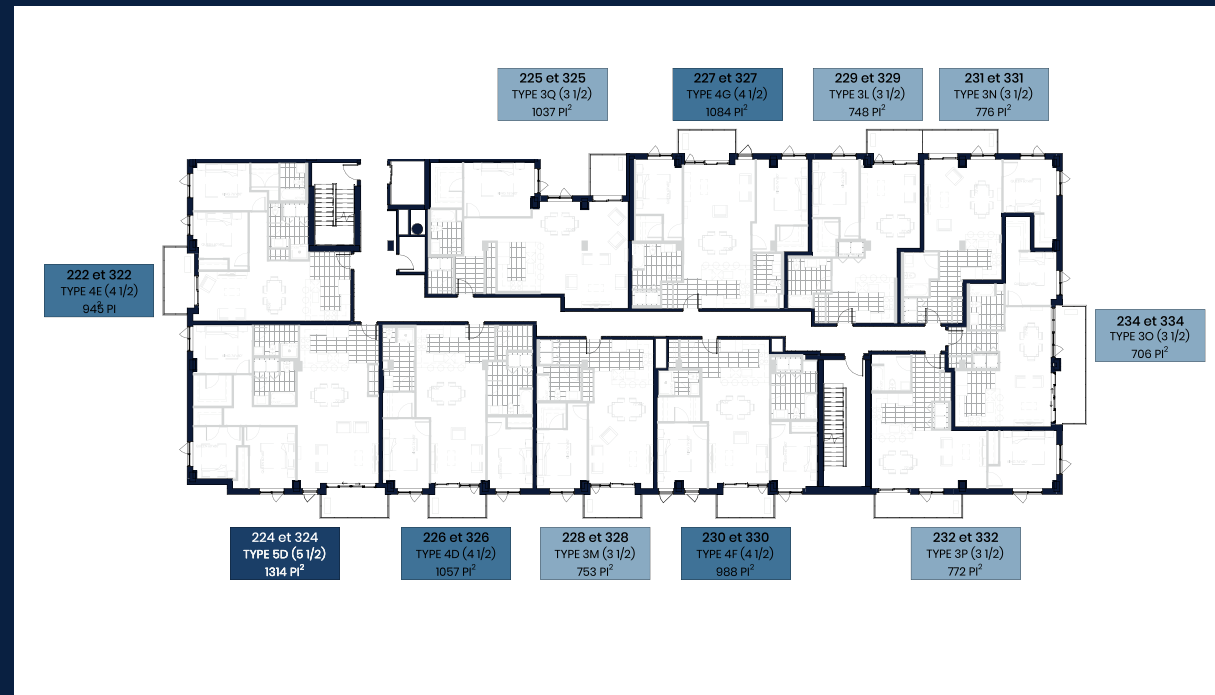 225 et 325
TYPE 3Q (3 1/2)
1037 PI²
227 et 327
TYPE 4G (4 1/2)
1084 PI²
229 et 329
TYPE 3L (3 1/2)
748 PI²
231 et 331
TYPE 3N (3 1/2)
776 PI²
222 et 322
TYPE 4E (4 1/2)
945 PI²
234 et 334
TYPE 3O (3 1/2)
706 PI²
224 et 324
TYPE 5D (5 1/2)
1314 PI²
226 et 326
TYPE 4D (4 1/2)
1057 PI²
228 et 328
TYPE 3M (3 1/2)
753 PI²
230 et 330
TYPE 4F (4 1/2)
988 PI²
232 et 332
TYPE 3P (3 1/2)
772 PI²